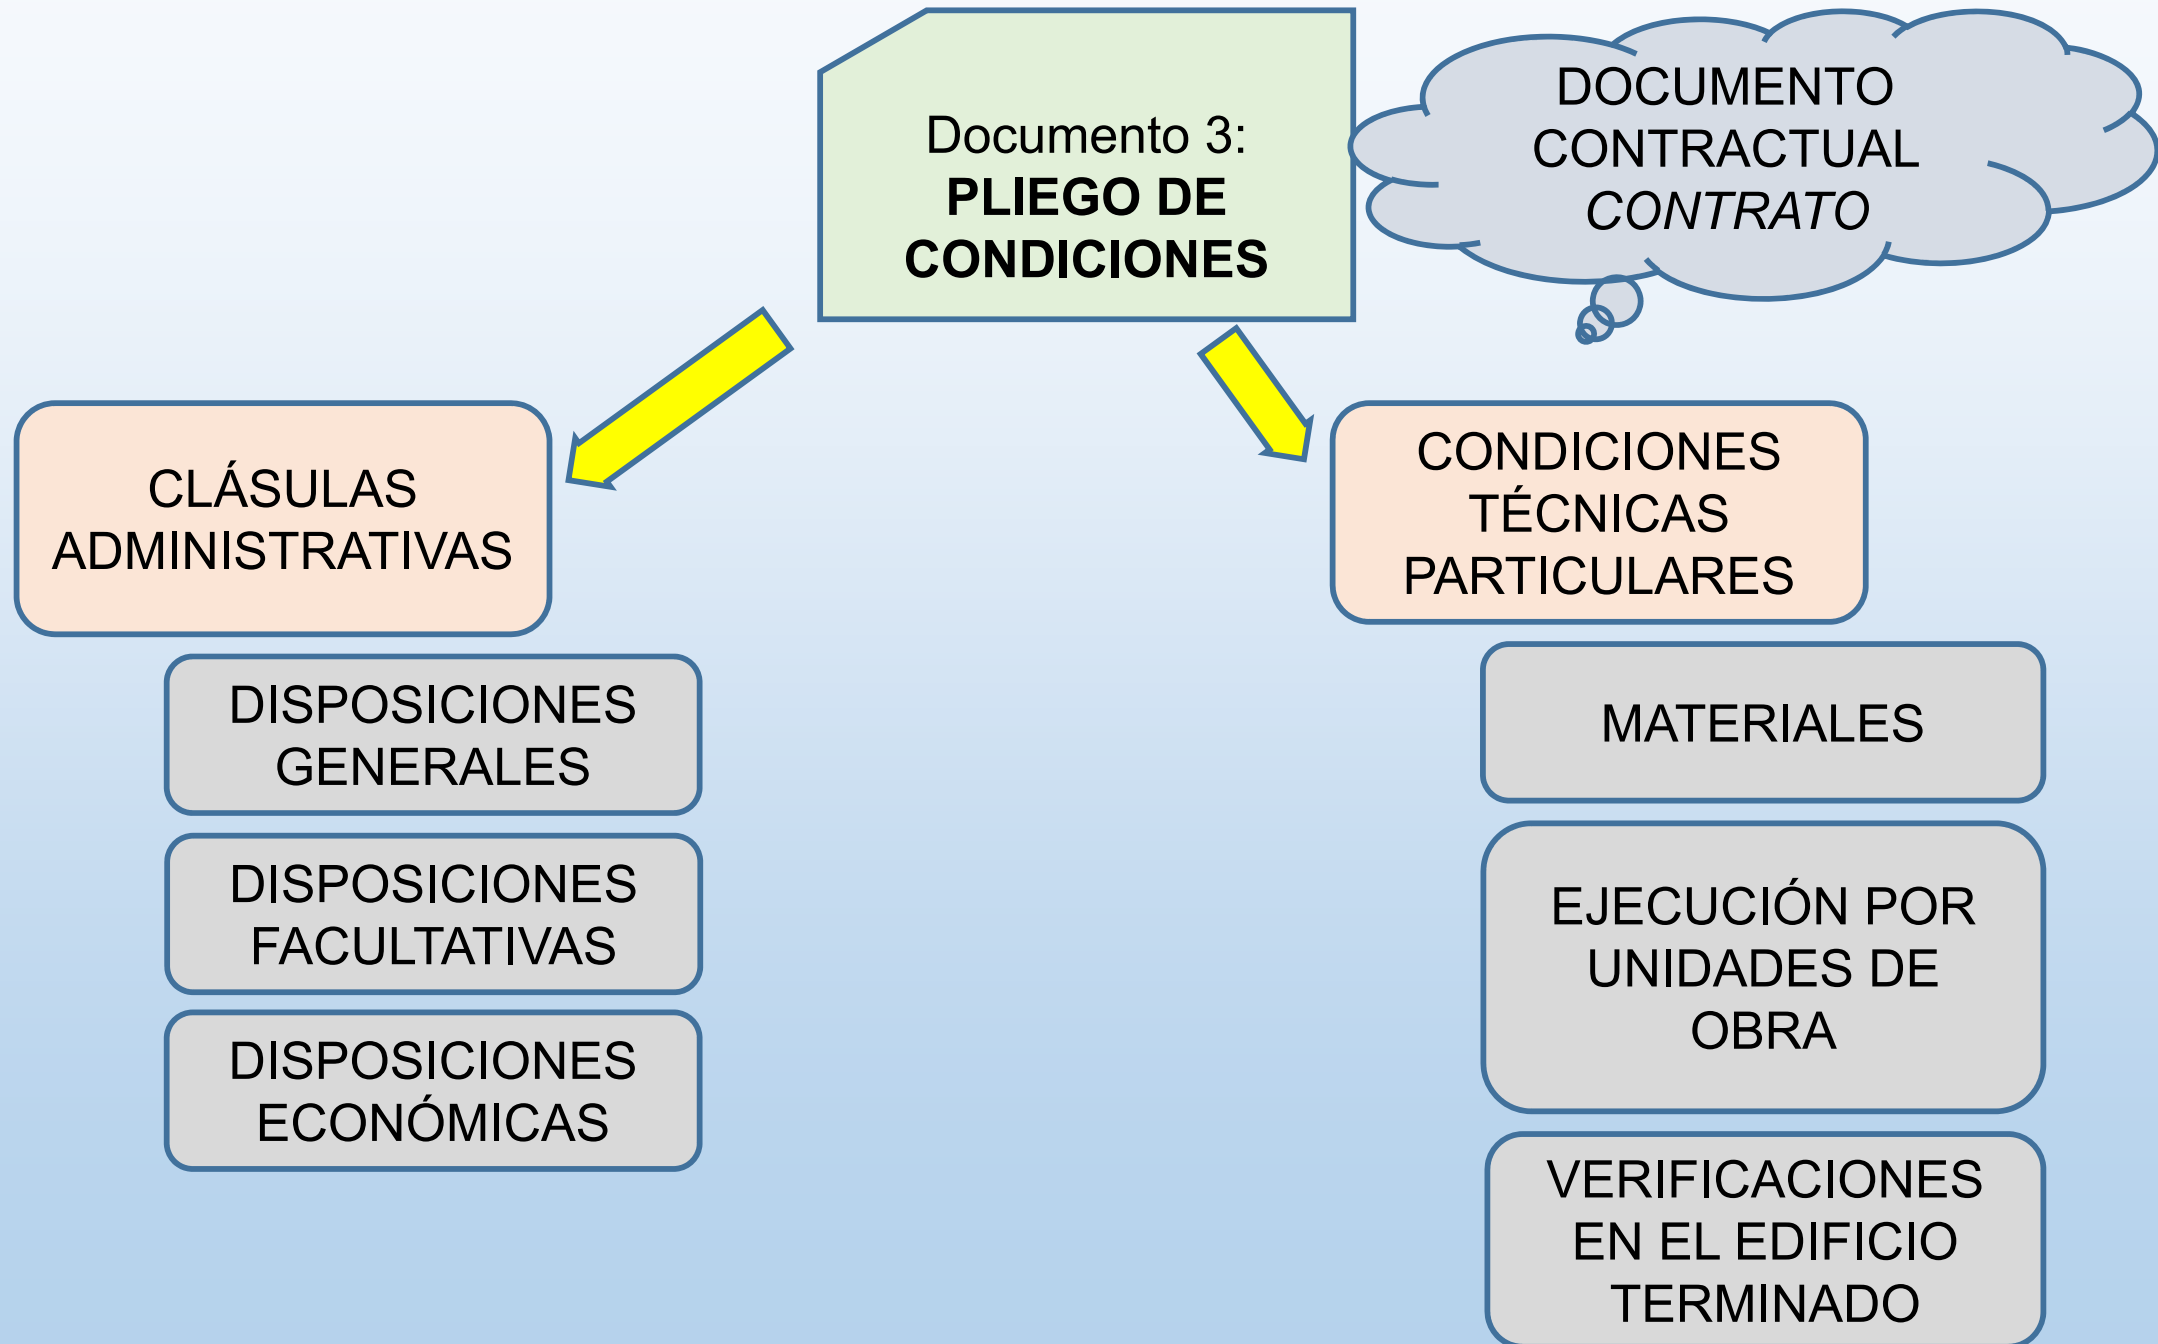 Documento 3:
PLIEGO DE
CONDICIONES
DOCUMENTO
CONTRACTUAL
CONTRATO
CLÁSULAS
ADMINISTRATIVAS
DISPOSICIONES
GENERALES
DISPOSICIONES
FACULTATIVAS
DISPOSICIONES
ECONÓMICAS
CONDICIONES
TÉCNICAS
PARTICULARES
MATERIALES
EJECUCIÓN POR
UNIDADES DE
OBRA
VERIFICACIONES
EN EL EDIFICIO
TERMINADO